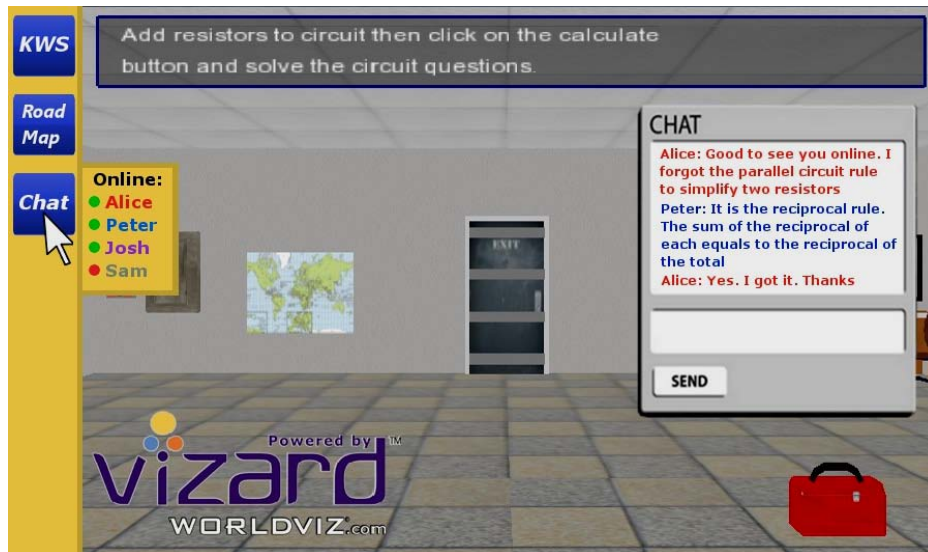 KWS
Add resistors to circuit then click on the calculate
button and solve the circuit questions.
Road
Map
Chat
Online:
Alice
Peter
Josh
Sam
EXIT
CHAT
Alice: Good to see you online. I
forgot the parallel circuit rule
to simplify two resistors
Peter: It is the reciprocal rule.
The sum of the reciprocal of
each equals to the reciprocal of
the total
Alice: Yes. I got it. Thanks
SEND
Powered by TM
vizard
WORLDVIZ.com